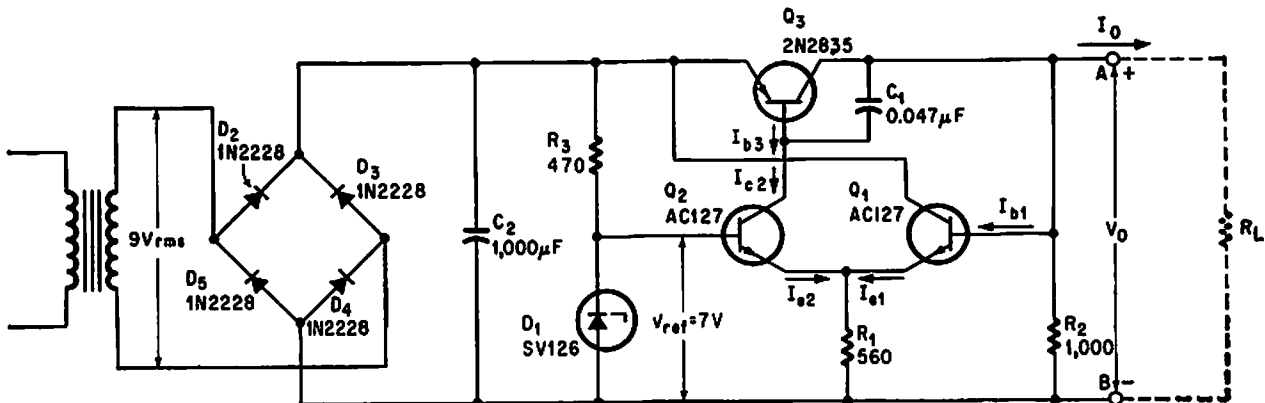 Q3
2N2835
I0
A +
C1
0.047µF
D2
1N2228
D3
1N2228
R3
470
Ib3
Ic2
Q2
AC127
Q1
AC127
Ib1
9Vrms
C2
1,000µF
V0
RL
D5
1N2228
D4
1N2228
Ie2
Ie1
D1
SV126
Vref=7V
R1
560
R2
1,000
B -